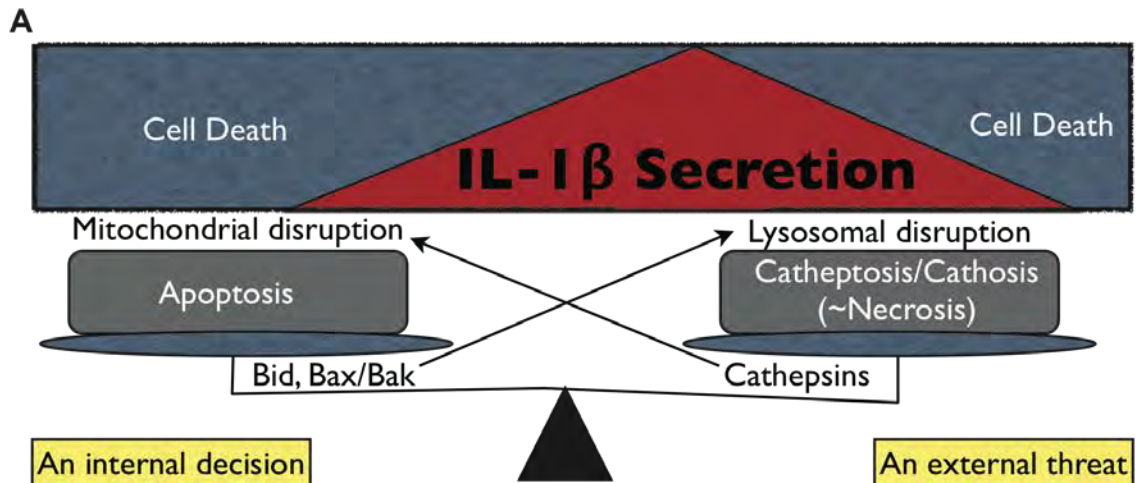 A
Cell Death
Cell Death
IL-1β Secretion
Mitochondrial disruption
Lysosomal disruption
Apoptosis
Catheptosis/Cathosis
(~Necrosis)
Bid, Bax/Bak
Cathepsins
An internal decision
An external threat